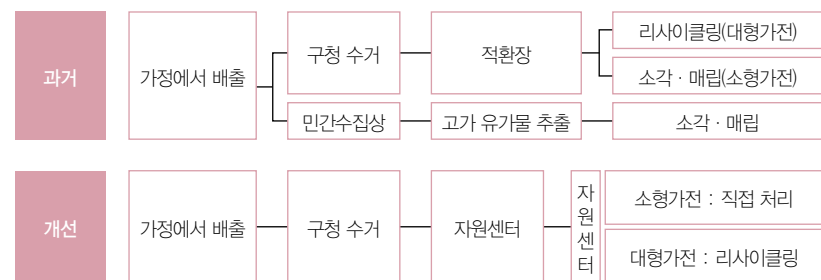 과거
가정에서 배출
구청 수거
적환장
리사이클링(대형가전)
소각 · 매립(소형가전)
민간수집상
고가 유가물 추출
소각 · 매립
개선
가정에서 배출
구청 수거
자원센터
자
원
센
터
소형가전 : 직접 처리
대형가전 : 리사이클링